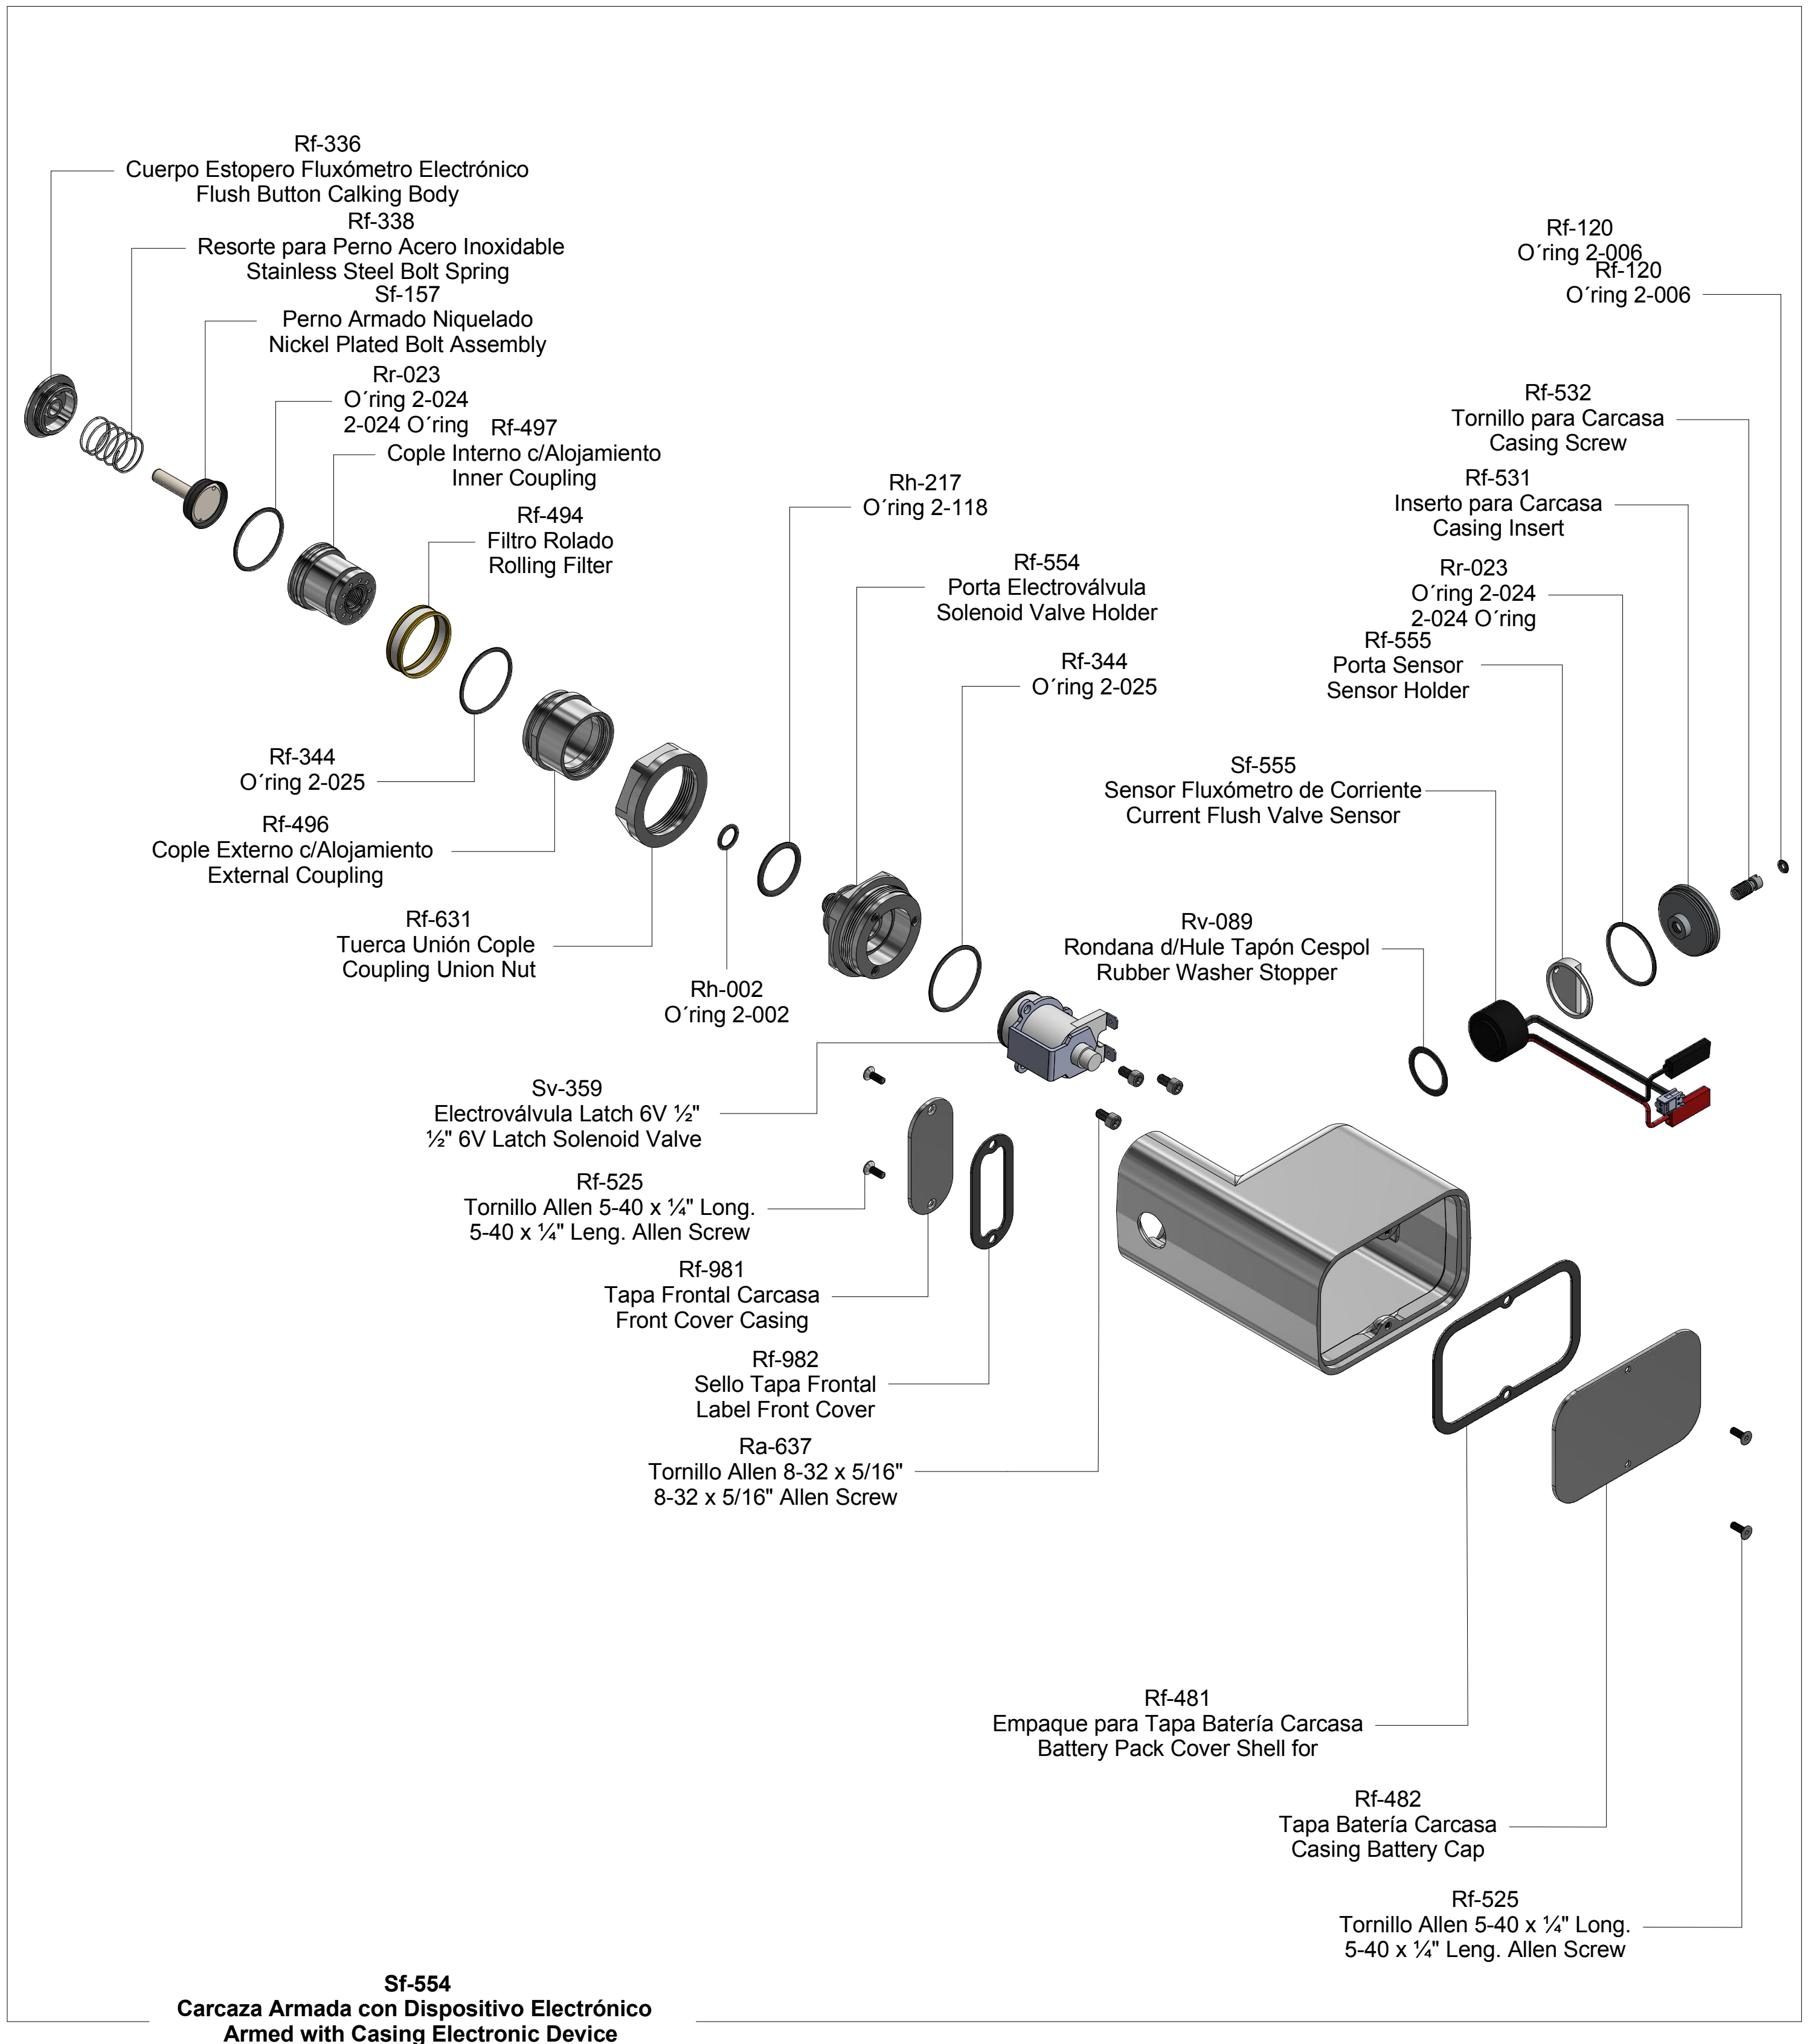 Rf-336
Cuerpo Estopero Fluxómetro Electrónico
Flush Button Calking Body
Rf-338
Resorte para Perno Acero Inoxidable
Stainless Steel Bolt Spring
Sf-157
Perno Armado Niquelado
Nickel Plated Bolt Assembly
Rr-023
O´ring 2-024
2-024 O´ring
Rf-497
Cople Interno c/Alojamiento
Inner Coupling
Rf-494
Filtro Rolado
Rolling Filter
Rh-217
O´ring 2-118
Rf-554
Porta Electroválvula
Solenoid Valve Holder
Rf-344
O´ring 2-025
Rf-120
O´ring 2-006
Rf-120
O´ring 2-006
Rf-532
Tornillo para Carcasa
Casing Screw
Rf-531
Inserto para Carcasa
Casing Insert
Rr-023
O´ring 2-024
2-024 O´ring
Rf-555
Porta Sensor
Sensor Holder
Sf-555
Sensor Fluxómetro de Corriente
Current Flush Valve Sensor
Rv-089
Rondana d/Hule Tapón Cespol
Rubber Washer Stopper
Rf-344
O´ring 2-025
Rf-496
Cople Externo c/Alojamiento
External Coupling
Rf-631
Tuerca Unión Cople
Coupling Union Nut
Rh-002
O´ring 2-002
Sv-359
Electroválvula Latch 6V ½"
½" 6V Latch Solenoid Valve
Rf-525
Tornillo Allen 5-40 x ¼" Long.
5-40 x ¼" Leng. Allen Screw
Rf-981
Tapa Frontal Carcasa
Front Cover Casing
Rf-982
Sello Tapa Frontal
Label Front Cover
Ra-637
Tornillo Allen 8-32 x 5/16"
8-32 x 5/16" Allen Screw
Rf-481
Empaque para Tapa Batería Carcasa
Battery Pack Cover Shell for
Rf-482
Tapa Batería Carcasa
Casing Battery Cap
Rf-525
Tornillo Allen 5-40 x ¼" Long.
5-40 x ¼" Leng. Allen Screw
Sf-554
Carcaza Armada con Dispositivo Electrónico
Armed with Casing Electronic Device